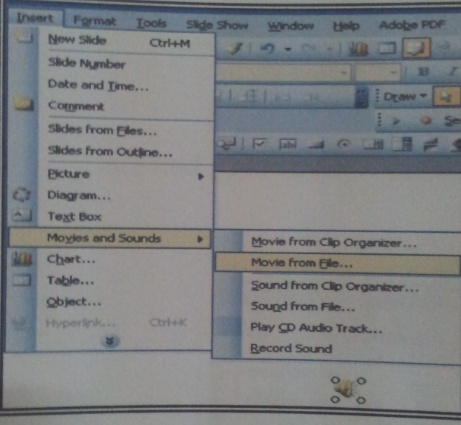 Insert Format Tools Slide Show Window Help Adobe PDF
New Slide Ctrl+M
Slide Number
Date and Time...
Comment
Slides from Files...
Slides from Outline...
Picture
Diagram...
Text Box
Movies and Sounds
Chart...
Table...
Object...
Hyperlink... Ctrl+K
Draw
Se
B I
ab|
Movie from Clip Organizer...
Movie from File...
Sound from Clip Organizer...
Sound from File...
Play CD Audio Track...
Record Sound